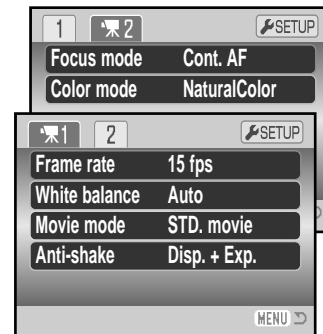 1 2 SETUP
Focus mode Cont. AF
Color mode NaturalColor
1 2 SETUP
Frame rate 15 fps
White balance Auto
Movie mode STD. movie
Anti-shake Disp. + Exp.
MENU